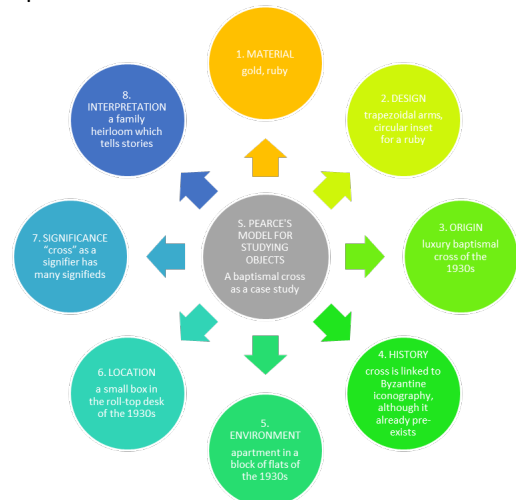 1. MATERIAL
gold, ruby
2. DESIGN
trapezoidal arms,
circular inset
for a ruby
3. ORIGIN
luxury baptismal
cross of the
1930s
4. HISTORY
cross is linked to
Byzantine
iconography,
although it
already pre-
exists
5.
ENVIRONMENT
apartment in a
block of flats of
the 1930s
6. LOCATION
a small box in
the roll-top desk
of the 1930s
7. SIGNIFICANCE
“cross” as a
signifier has
many signifieds
8.
INTERPRETATION
a family
heirloom which
tells stories
S. PEARCE'S
MODEL FOR
STUDYING
OBJECTS
A baptismal cross
as a case study